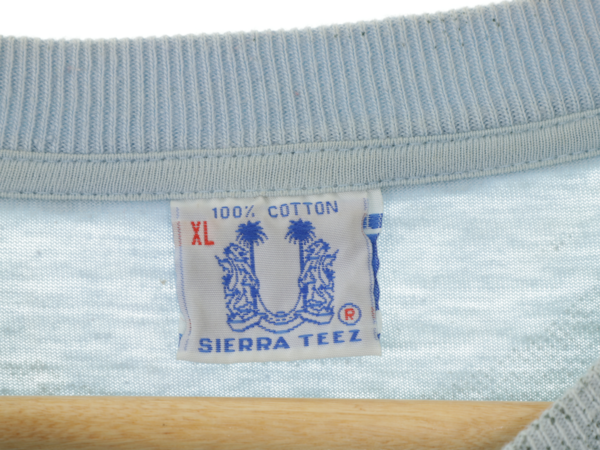 100% COTTON
XL
®
SIERRA TEEZ